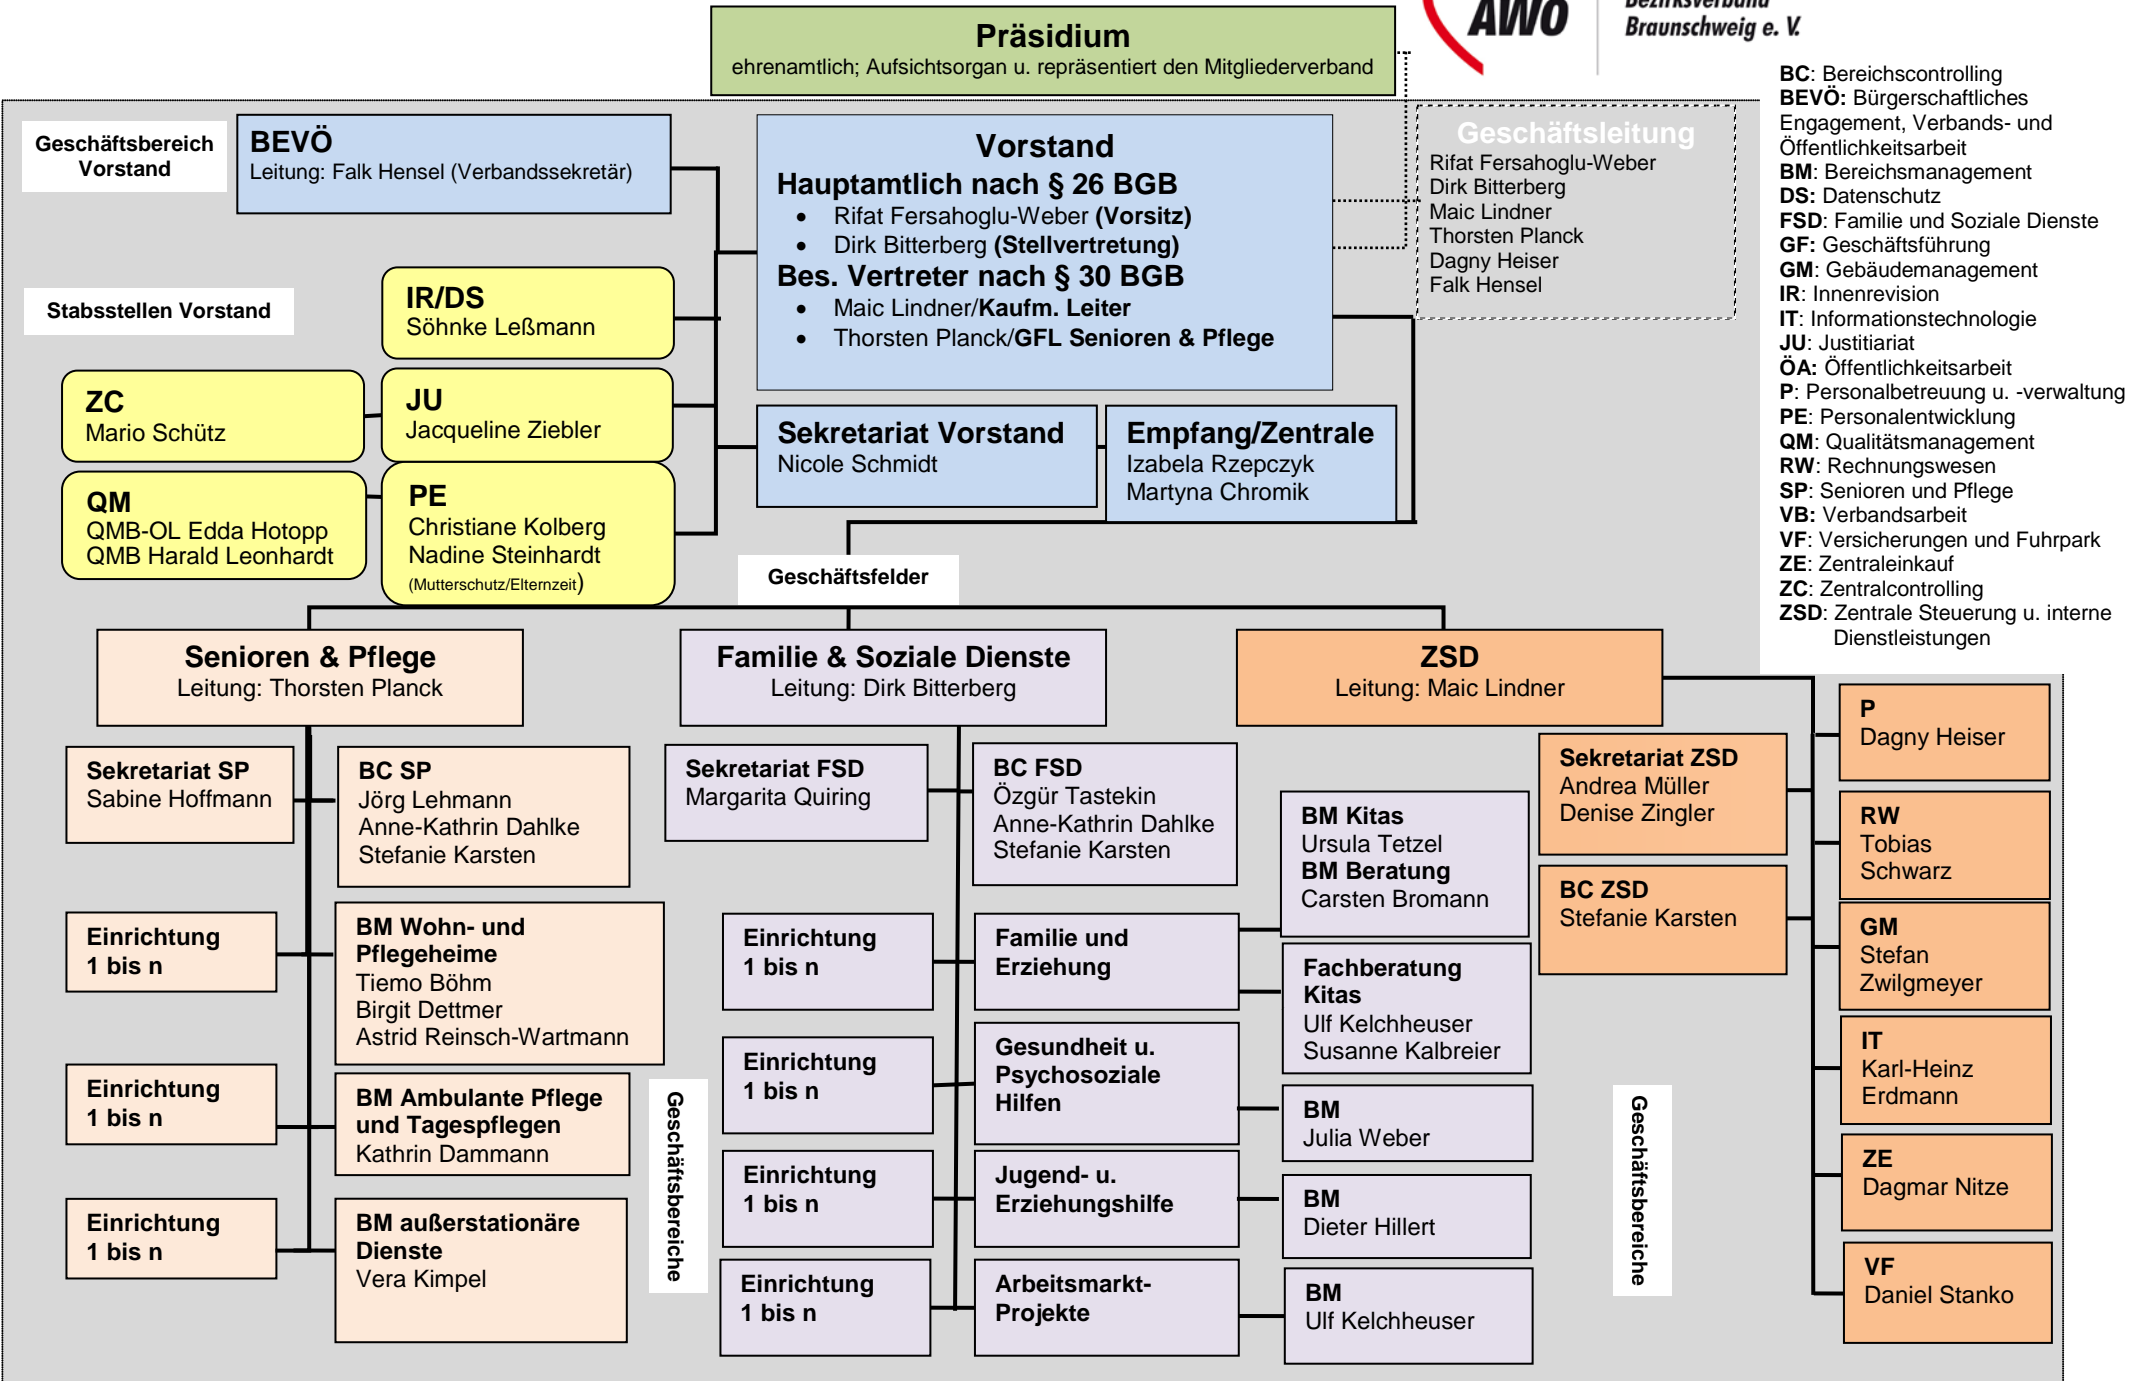 Präsidium
ehrenamtlich; Aufsichtsorgan u. repräsentiert den Mitgliederverband
AWO
Bezirksverband
Braunschweig e. V.
BC: Bereichscontrolling
BEVÖ: Bürgerschaftliches
Engagement, Verbands- und
Öffentlichkeitsarbeit
BM: Bereichsmanagement
DS: Datenschutz
FSD: Familie und Soziale Dienste
GF: Geschäftsführung
GM: Gebäudemanagement
IR: Innenrevision
IT: Informationstechnologie
JU: Justitiariat
ÖA: Öffentlichkeitsarbeit
P: Personalbetreuung u. -verwaltung
PE: Personalentwicklung
QM: Qualitätsmanagement
RW: Rechnungswesen
SP: Senioren und Pflege
VB: Verbandsarbeit
VF: Versicherungen und Fuhrpark
ZE: Zentraleinkauf
ZC: Zentralcontrolling
ZSD: Zentrale Steuerung u. interne
Dienstleistungen
Geschäftsbereich
Vorstand
BEVÖ
Leitung: Falk Hensel (Verbandssekretär)
Vorstand
Hauptamtlich nach § 26 BGB
• Rifat Fersahoglu-Weber (Vorsitz)
• Dirk Bitterberg (Stellvertretung)
Bes. Vertreter nach § 30 BGB
• Maic Lindner/Kaufm. Leiter
• Thorsten Planck/GFL Senioren & Pflege
Geschäftsleitung
Rifat Fersahoglu-Weber
Dirk Bitterberg
Maic Lindner
Thorsten Planck
Dagny Heiser
Falk Hensel
Stabsstellen Vorstand
IR/DS
Söhnke Leßmann
ZC
Mario Schütz
JU
Jacqueline Ziebler
QM
QMB-OL Edda Hotopp
QMB Harald Leonhardt
PE
Christiane Kolberg
Nadine Steinhardt
(Mutterschutz/Elternzeit)
Sekretariat Vorstand
Nicole Schmidt
Empfang/Zentrale
Izabela Rzepczyk
Martyna Chromik
Geschäftsfelder
Senioren & Pflege
Leitung: Thorsten Planck
Familie & Soziale Dienste
Leitung: Dirk Bitterberg
ZSD
Leitung: Maic Lindner
Sekretariat SP
Sabine Hoffmann
BC SP
Jörg Lehmann
Anne-Kathrin Dahlke
Stefanie Karsten
Einrichtung
1 bis n
BM Wohn- und
Pflegeheime
Tiemo Böhm
Birgit Dettmer
Astrid Reinsch-Wartmann
Einrichtung
1 bis n
BM Ambulante Pflege
und Tagespflegen
Kathrin Dammann
Einrichtung
1 bis n
BM außerstationäre
Dienste
Vera Kimpel
Geschäftsbereiche
Sekretariat FSD
Margarita Quiring
BC FSD
Özgür Tastekin
Anne-Kathrin Dahlke
Stefanie Karsten
Einrichtung
1 bis n
Familie und
Erziehung
BM Kitas
Ursula Tetzel
BM Beratung
Carsten Bromann
Fachberatung
Kitas
Ulf Kelchheuser
Susanne Kalbreier
Einrichtung
1 bis n
Gesundheit u.
Psychosoziale
Hilfen
BM
Julia Weber
Einrichtung
1 bis n
Jugend- u.
Erziehungshilfe
BM
Dieter Hillert
Einrichtung
1 bis n
Arbeitsmarkt-
Projekte
BM
Ulf Kelchheuser
Sekretariat ZSD
Andrea Müller
Denise Zingler
BC ZSD
Stefanie Karsten
Geschäftsbereiche
P
Dagny Heiser
RW
Tobias
Schwarz
GM
Stefan
Zwilgmeyer
IT
Karl-Heinz
Erdmann
ZE
Dagmar Nitze
VF
Daniel Stanko